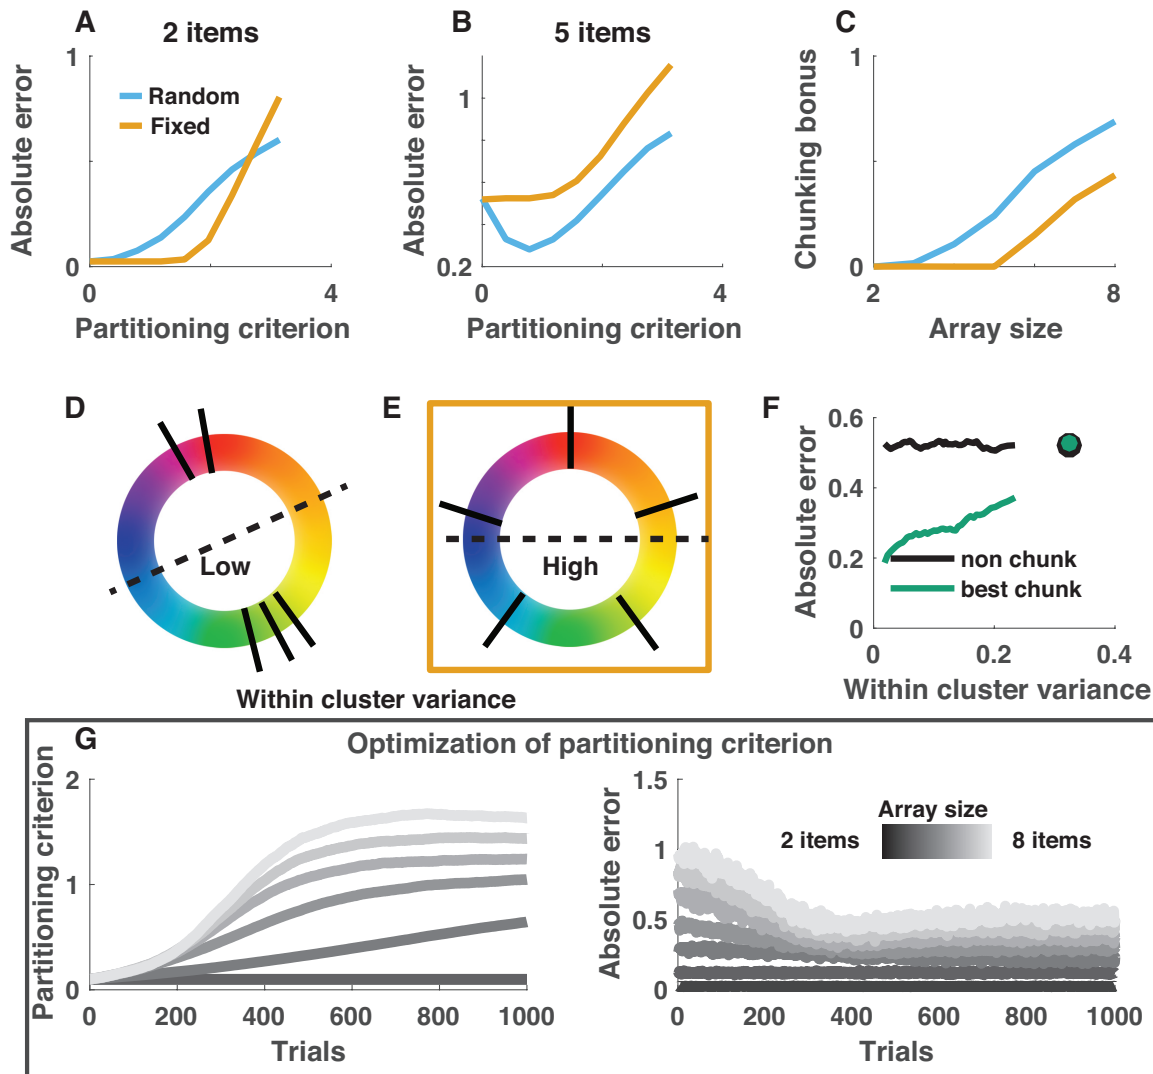 A
2 items
Absolute error
1
0
0
4
Partitioning criterion
Random
Fixed
B
5 items
Absolute error
1
0.2
0
4
Partitioning criterion
C
Chunking bonus
1
0
2
8
Array size
D
Low
E
High
Within cluster variance
F
Absolute error
0.6
0.4
0.2
0
0
0.2
0.4
non chunk
best chunk
Within cluster variance
G
Optimization of partitioning criterion
Partitioning criterion
2
1
0
0
200
400
600
800
1000
Trials
Absolute error
1.5
1
0.5
0
0
200
400
600
800
1000
Trials
Array size
2 items
8 items